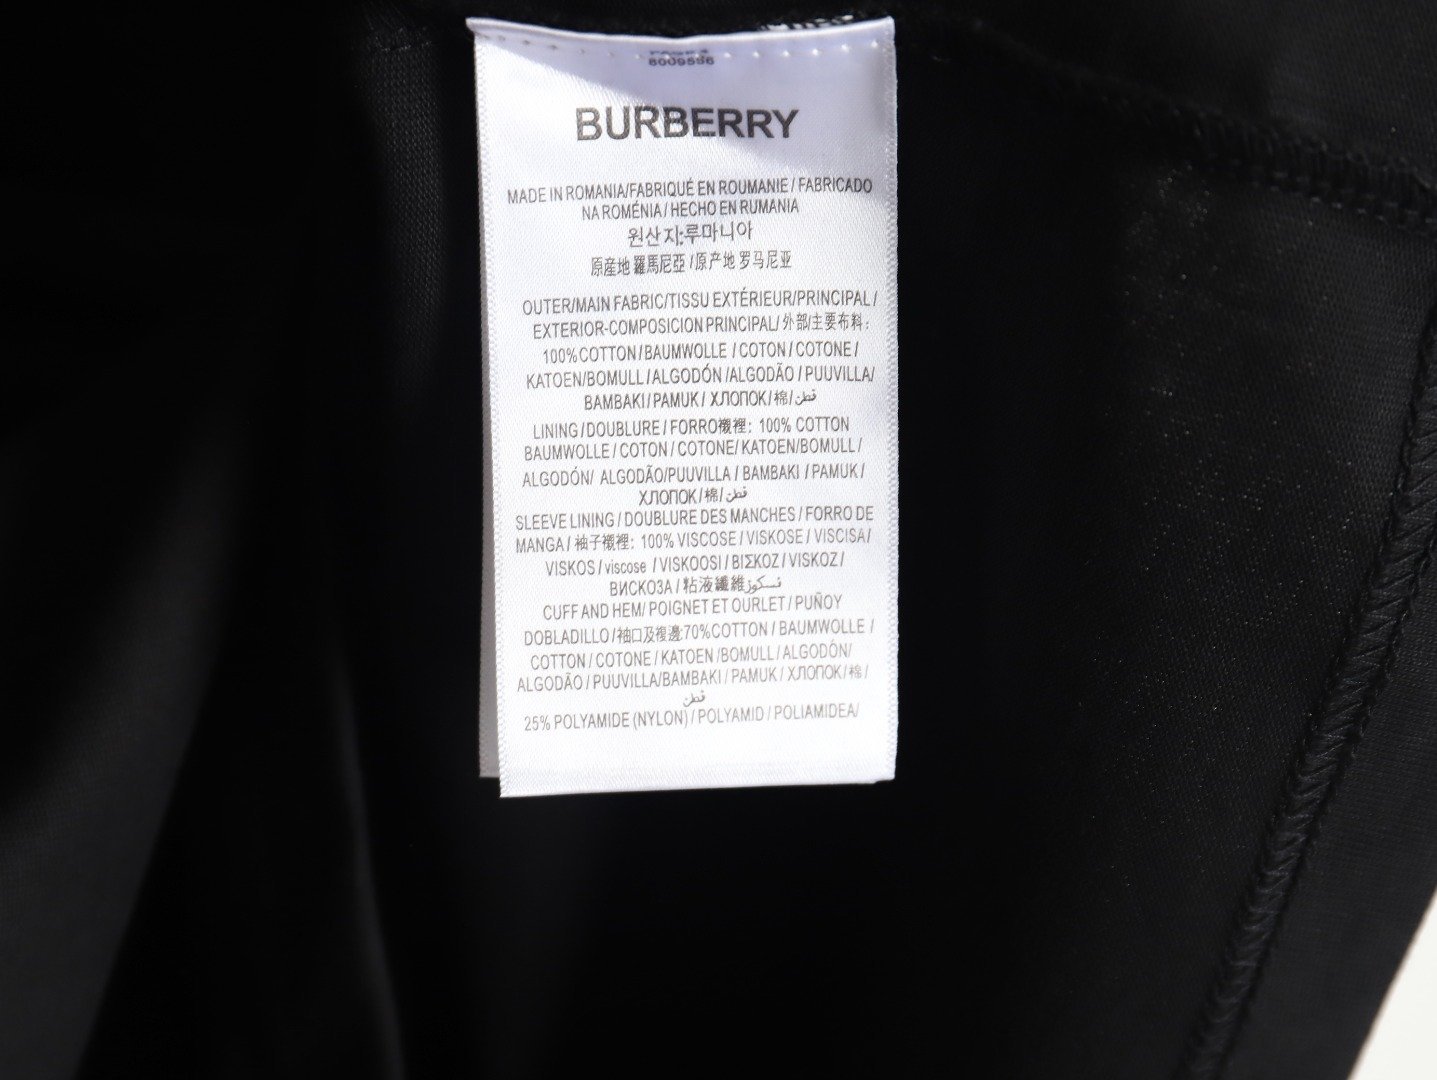 8009556
BURBERRY
MADE IN ROMANIA/FABRIQUÉ EN ROUMANIE / FABRICADO
NA ROMÉNIA / HECHO EN RUMANIA
원산지:루마니아
原産地 羅馬尼亞 /原产地 罗马尼亚
OUTER/MAIN FABRIC/TISSU EXTÉRIEUR/PRINCIPAL /
EXTERIOR-COMPOSICION PRINCIPAL/ 外部/主要布料:
100% COTTON / BAUMWOLLE / COTON / COTONE /
KATOEN/BOMULL / ALGODÓN /ALGODÃO / PUUVILLA/
BAMBAKI / PAMUK / ХЛОПОК / 棉 / قطن
LINING / DOUBLURE / FORRO襯裡: 100% COTTON
BAUMWOLLE / COTON / COTONE/ KATOEN/BOMULL /
ALGODÓN/ ALGODÃO/PUUVILLA / BAMBAKI / PAMUK /
ХЛОПОК / 棉 / قطن
SLEEVE LINING / DOUBLURE DES MANCHES / FORRO DE
MANGA / 袖子襯裡: 100% VISCOSE / VISKOSE / VISCISA/
VISKOS / viscose / VISKOOSI / ΒΙΣΚΟΖ / VISKOZ /
ВИСКОЗА / 粘液纖維 فسكوز
CUFF AND HEM/ POIGNET ET OURLET / PUÑOY
DOBLADILLO / 袖口及複邊:70% COTTON / BAUMWOLLE /
COTTON / COTONE / KATOEN /BOMULL / ALGODÓN/
ALGODÃO / PUUVILLA/BAMBAKI / PAMUK / ХЛОПОК/ 棉 /
قطن
25% POLYAMIDE (NYLON) / POLYAMID / POLIAMIDEA/